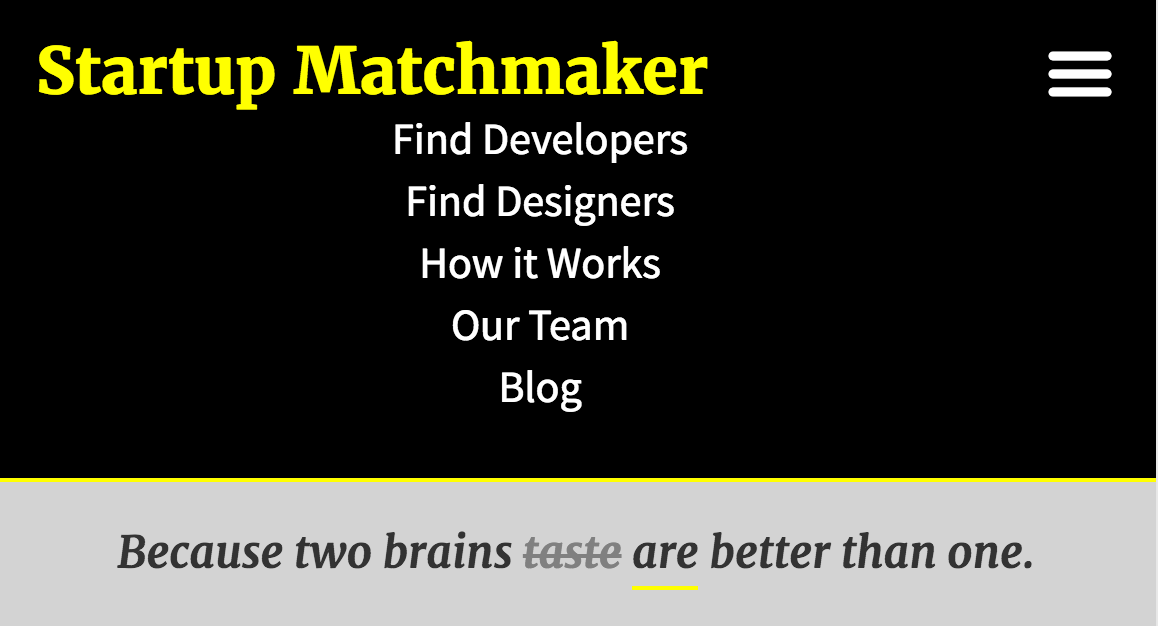 Startup Matchmaker
Find Developers
Find Designers
How it Works
Our Team
Blog
Because two brains taste are better than one.